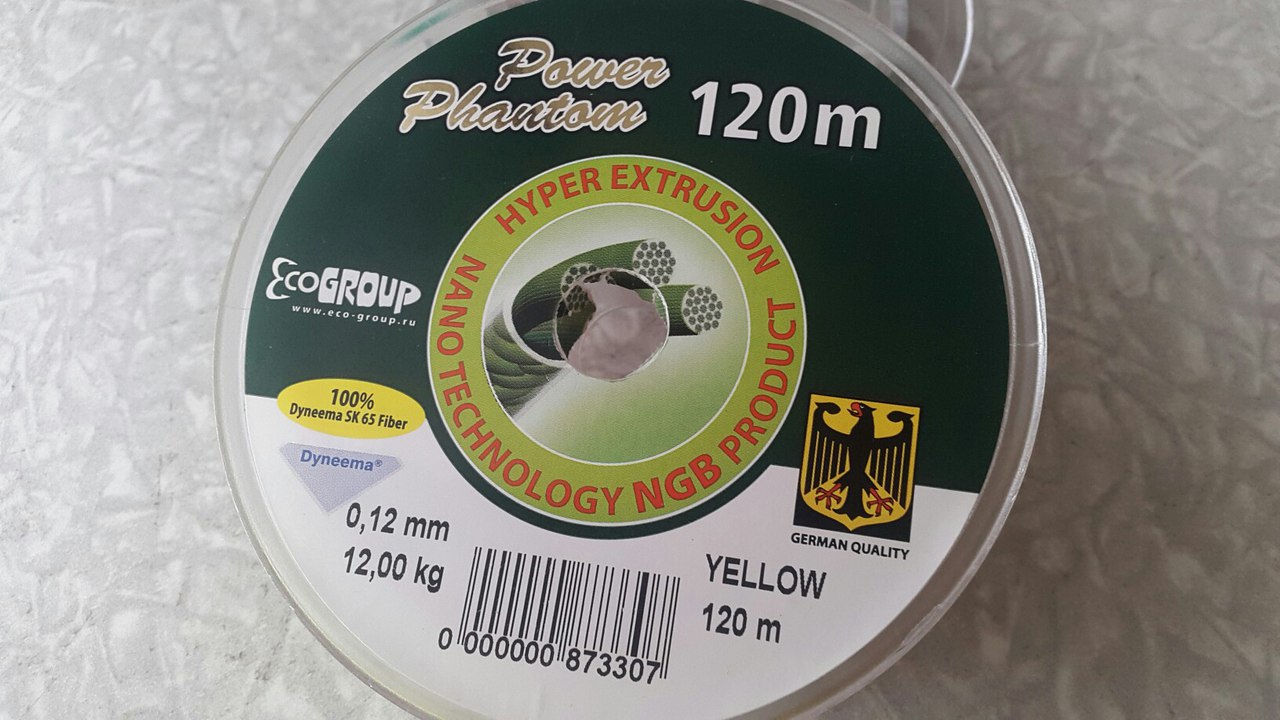 Power
Phantom
120m
HYPER EXTRUSION
NANO TECHNOLOGY NGB PRODUCT
EcoGROUP
www.eco-group.ru
100%
Dyneema SK 65 Fiber
Dyneema®
0,12 mm
12,00 kg
GERMAN QUALITY
YELLOW
120 m
0 000000 873307